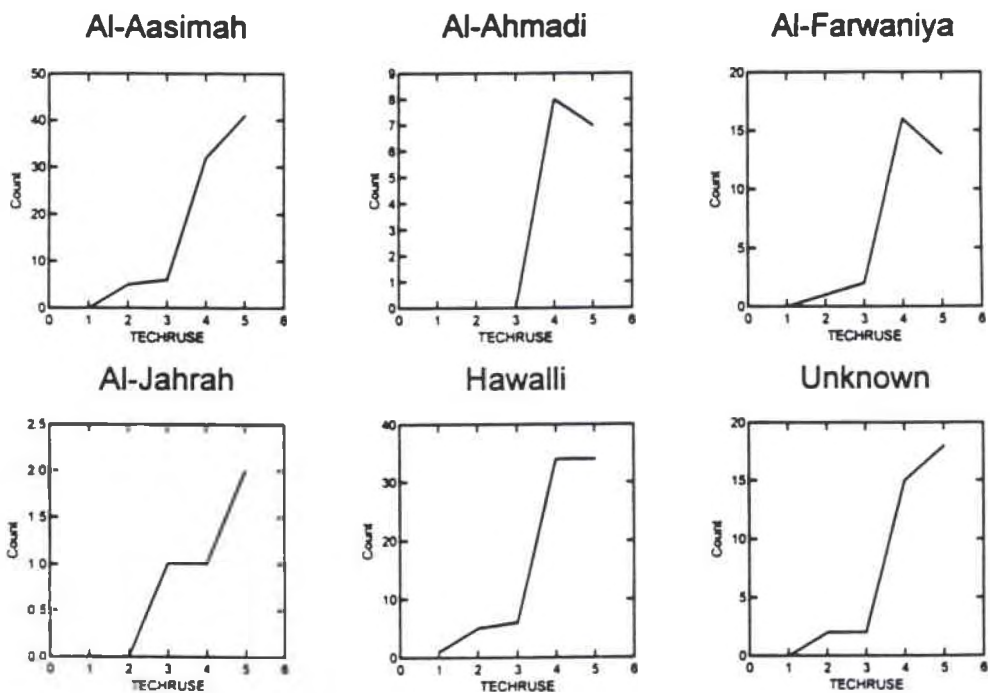 Al-Aasimah
Al-Ahmadi
Al-Farwaniya
50
40
30
20
10
0
Count
0 1 2 3 4 5 6
TECHRUSE
9
8
7
6
5
4
3
2
1
0
Count
0 1 2 3 4 5 6
TECHRUSE
20
15
10
5
0
Count
0 1 2 3 4 5 6
TECHRUSE
Al-Jahrah
Hawalli
Unknown
2.5
2.0
1.5
1.0
0.5
0.0
Count
0 1 2 3 4 5 6
TECHRUSE
40
30
20
10
0
Count
0 1 2 3 4 5 6
TECHRUSE
20
15
10
5
0
Count
0 1 2 3 4 5 6
TECHRUSE